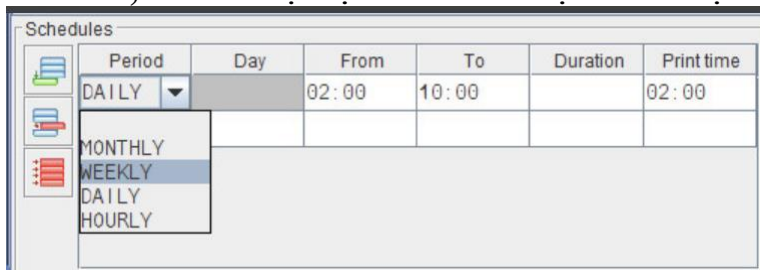 Schedules
Period Day From To Duration Print time
DAILY 02:00 10:00 02:00
MONTHLY
WEEKLY
DAILY
HOURLY